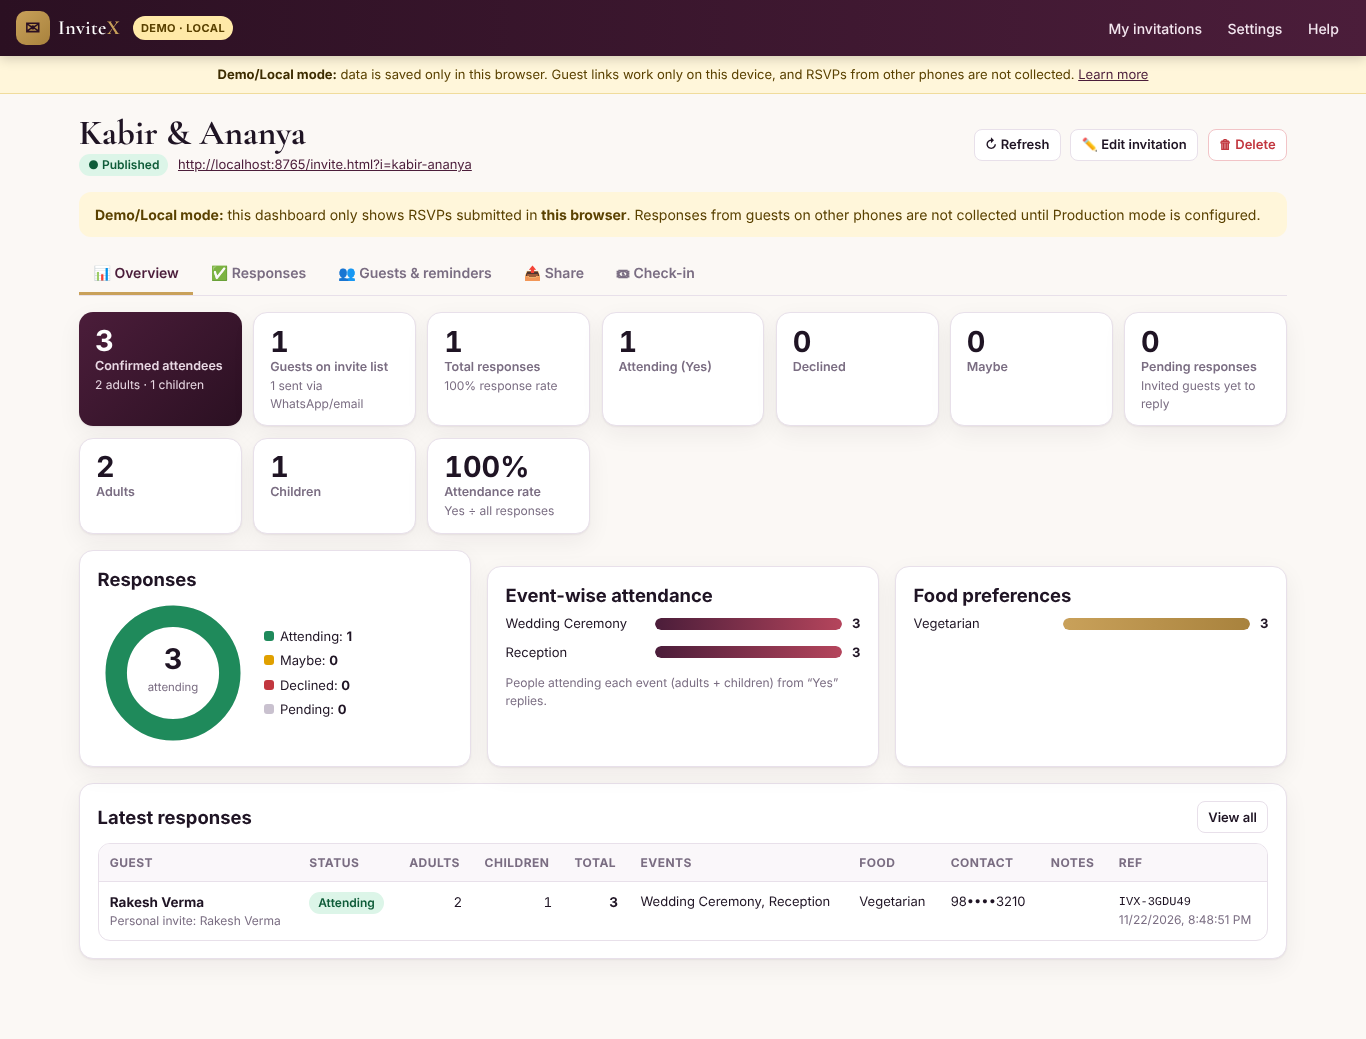 InviteX
DEMO · LOCAL
My invitations
Settings
Help
Demo/Local mode: data is saved only in this browser. Guest links work only on this device, and RSVPs from other phones are not collected. Learn more
Kabir & Ananya
Published
http://localhost:8765/invite.html?i=kabir-ananya
↻ Refresh
✏️ Edit invitation
🗑 Delete
Demo/Local mode: this dashboard only shows RSVPs submitted in this browser. Responses from guests on other phones are not collected until Production mode is configured.
📊 Overview
✅ Responses
👥 Guests & reminders
📤 Share
🎟 Check-in
3
Confirmed attendees
2 adults · 1 children
1
Guests on invite list
1 sent via
WhatsApp/email
1
Total responses
100% response rate
1
Attending (Yes)
0
Declined
0
Maybe
0
Pending responses
Invited guests yet to
reply
2
Adults
1
Children
100%
Attendance rate
Yes ÷ all responses
Responses
3
attending
Attending: 1
Maybe: 0
Declined: 0
Pending: 0
Event-wise attendance
Wedding Ceremony 3
Reception 3
People attending each event (adults + children) from “Yes”
replies.
Food preferences
Vegetarian 3
Latest responses
View all
GUEST STATUS ADULTS CHILDREN TOTAL EVENTS FOOD CONTACT NOTES REF
Rakesh Verma Attending 2 1 3 Wedding Ceremony, Reception Vegetarian 98••••3210 IVX-3GDU49
Personal invite: Rakesh Verma 11/22/2026, 8:48:51 PM